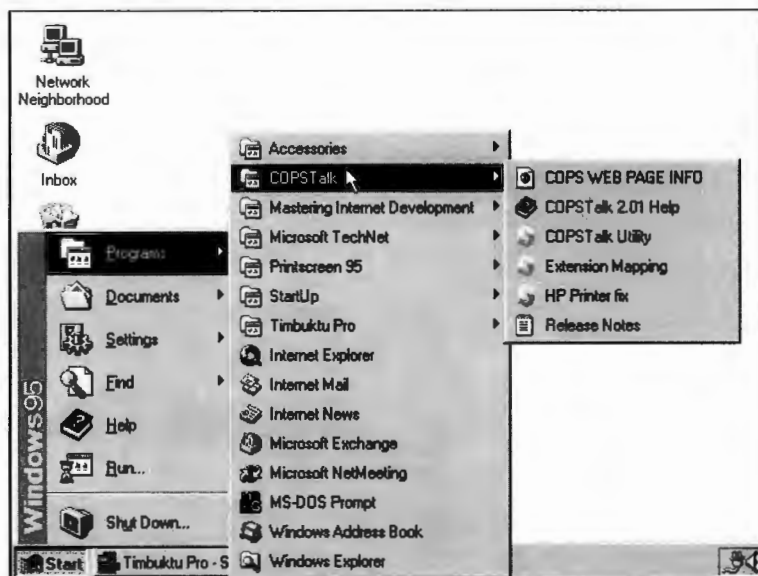 Network
Neighborhood
Inbox
Programs
Documents
Settings
Find
Help
Run...
Shut Down...
Windows95
Accessories
COPSTalk
Mastering Internet Development
Microsoft TechNet
Printscreen 95
StartUp
Timbuktu Pro
Internet Explorer
Internet Mail
Internet News
Microsoft Exchange
Microsoft NetMeeting
MS-DOS Prompt
Windows Address Book
Windows Explorer
COPS WEB PAGE INFO
COPSTalk 2.01 Help
COPSTalk Utility
Extension Mapping
HP Printer fix
Release Notes
Start
Timbuktu Pro - S